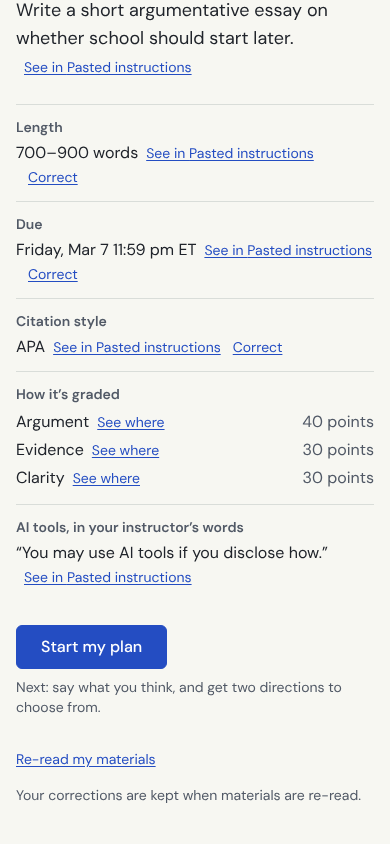 Write a short argumentative essay on
whether school should start later.
See in Pasted instructions
Length
700–900 words See in Pasted instructions
Correct
Due
Friday, Mar 7 11:59 pm ET See in Pasted instructions
Correct
Citation style
APA See in Pasted instructions Correct
How it’s graded
Argument See where 40 points
Evidence See where 30 points
Clarity See where 30 points
AI tools, in your instructor’s words
“You may use AI tools if you disclose how.”
See in Pasted instructions
Start my plan
Next: say what you think, and get two directions to
choose from.
Re-read my materials
Your corrections are kept when materials are re-read.